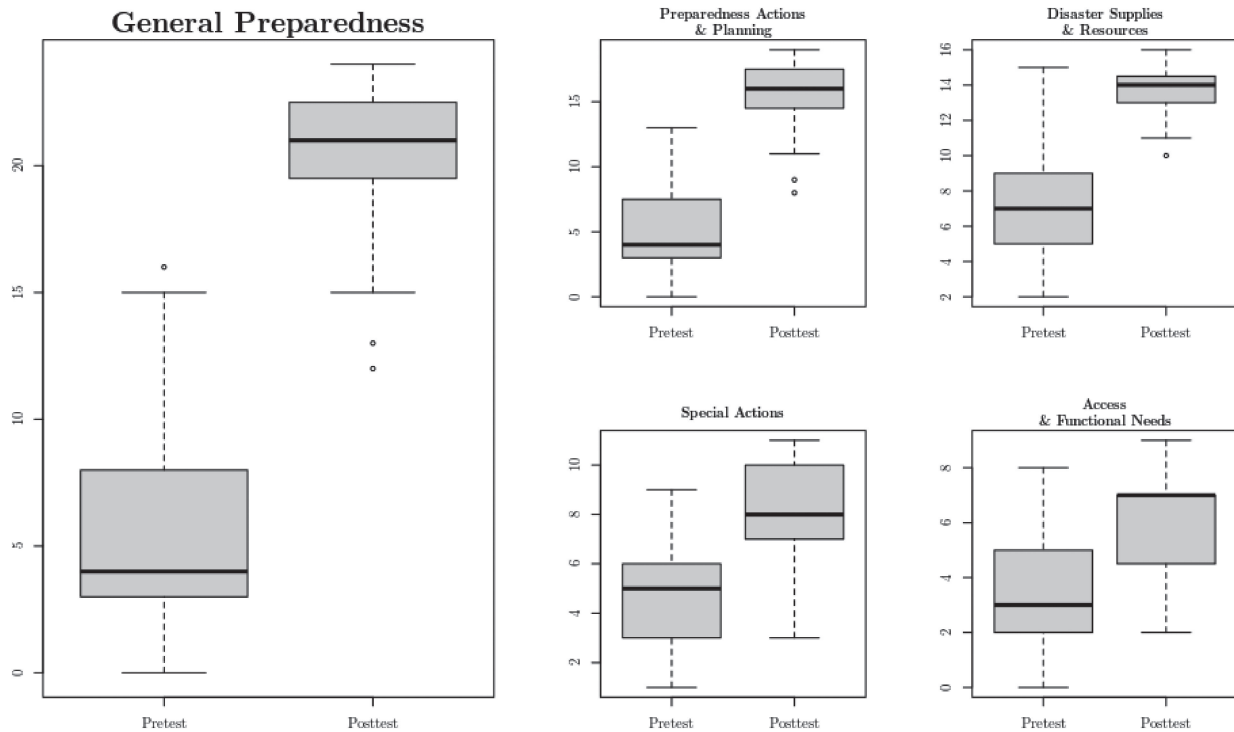 General Preparedness
20
15
10
5
0
Pretest Posttest
Preparedness Actions
& Planning
15
10
5
0
Pretest Posttest
Disaster Supplies
& Resources
16
14
12
10
8
6
4
2
Pretest Posttest
Special Actions
10
8
6
4
2
Pretest Posttest
Access
& Functional Needs
8
6
4
2
0
Pretest Posttest